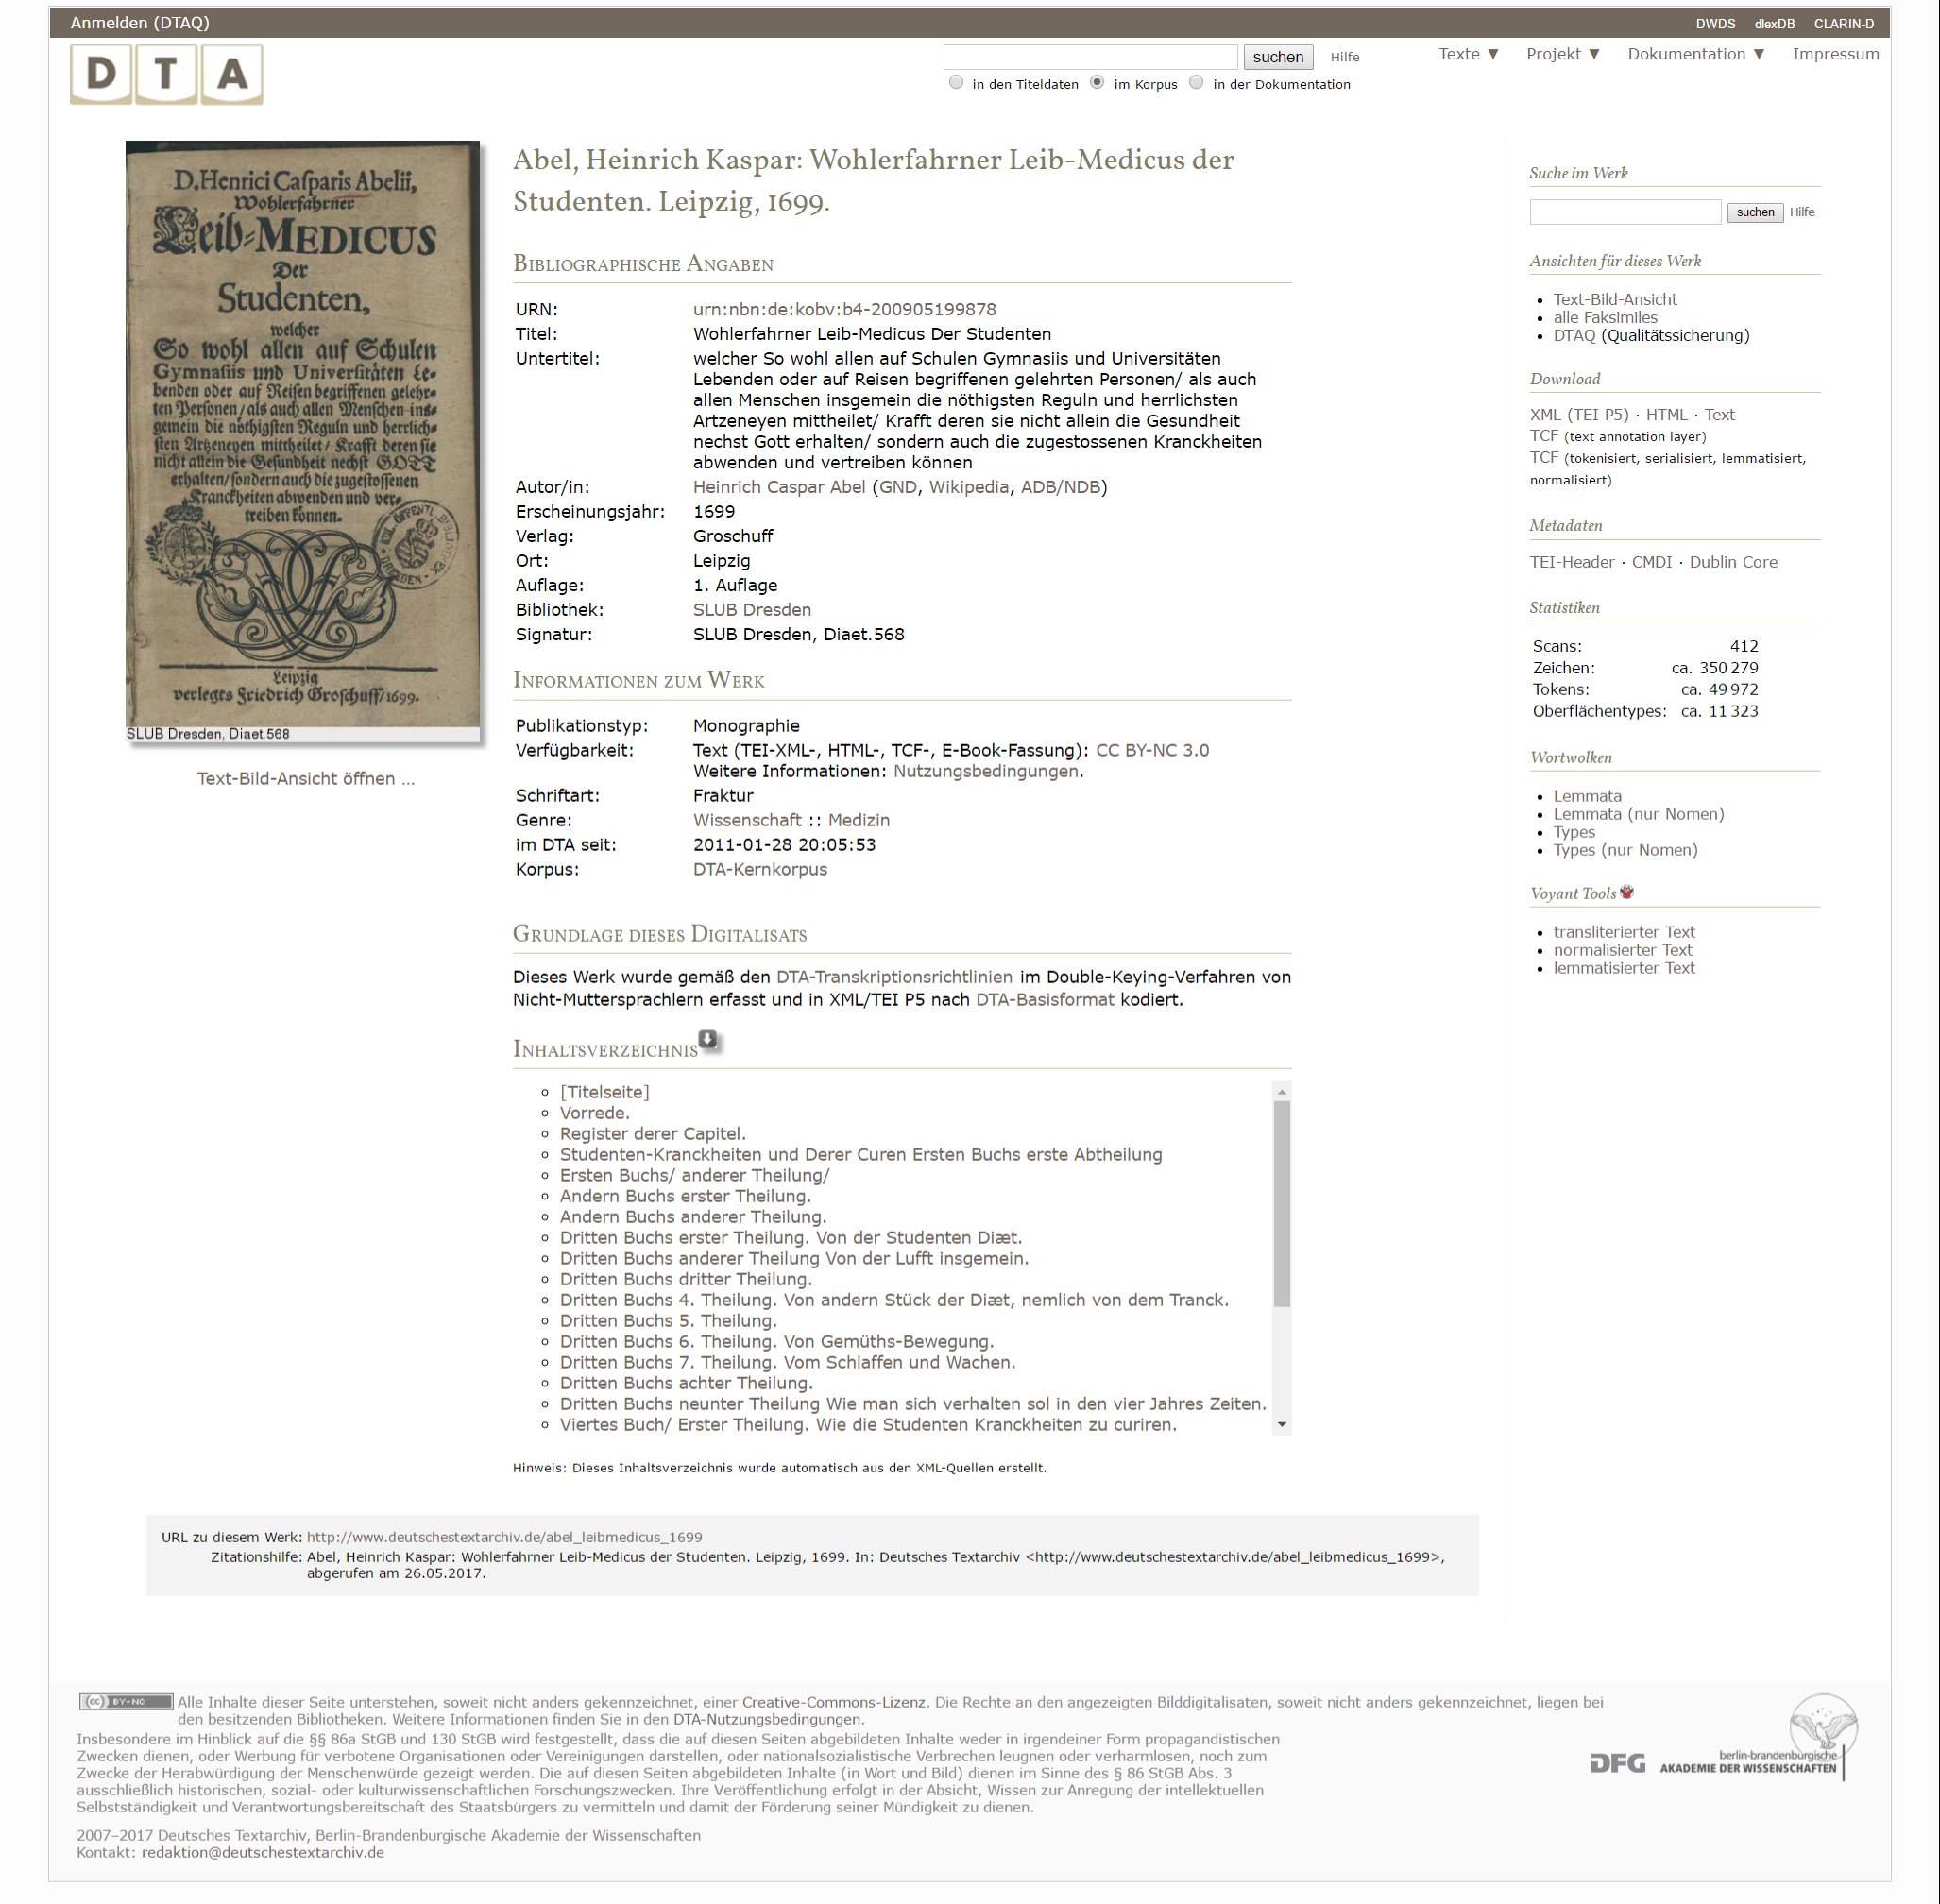 Anmelden (DTAQ)
DWDS dlexDB CLARIN-D
D T A
suchen Hilfe
in den Titeldaten im Korpus in der Dokumentation
Texte ▼ Projekt ▼ Dokumentation ▼ Impressum
D. Henrici Caſparis Abelii,
Wohlerfahrner
Leib-MEDICUS
Der
Studenten,
welcher
So wohl allen auf Schulen
Gymnaſiis und Univerſitäten Le-
benden oder auf Reiſen begriffenen gelehr-
ten Perſonen/als auch allen Menſchen ins-
gemein die nöthigſten Reguln und herrlich-
ſten Artzeneyen mittheilet/ Krafft deren ſie
nicht allein die Geſundheit nechſt GOTT
erhalten/ſondern auch die zugeſtoſſenen
Kranckheiten abwenden und ver-
treiben können.
Leipzig
verlegts Friedrich Groſchuff/1699.
SLUB Dresden, Diaet.568
Text-Bild-Ansicht öffnen ...
Abel, Heinrich Kaspar: Wohlerfahrner Leib-Medicus der
Studenten. Leipzig, 1699.
Bibliographische Angaben
URN: urn:nbn:de:kobv:b4-200905199878
Titel: Wohlerfahrner Leib-Medicus Der Studenten
Untertitel: welcher So wohl allen auf Schulen Gymnasiis und Universitäten
Lebenden oder auf Reisen begriffenen gelehrten Personen/ als auch
allen Menschen insgemein die nöthigsten Reguln und herrlichsten
Artzeneyen mittheilet/ Krafft deren sie nicht allein die Gesundheit
nechst Gott erhalten/ sondern auch die zugestossenen Kranckheiten
abwenden und vertreiben können
Autor/in: Heinrich Caspar Abel (GND, Wikipedia, ADB/NDB)
Erscheinungsjahr: 1699
Verlag: Groschuff
Ort: Leipzig
Auflage: 1. Auflage
Bibliothek: SLUB Dresden
Signatur: SLUB Dresden, Diaet.568
Informationen zum Werk
Publikationstyp: Monographie
Verfügbarkeit: Text (TEI-XML-, HTML-, TCF-, E-Book-Fassung): CC BY-NC 3.0
Weitere Informationen: Nutzungsbedingungen.
Schriftart: Fraktur
Genre: Wissenschaft :: Medizin
im DTA seit: 2011-01-28 20:05:53
Korpus: DTA-Kernkorpus
Grundlage dieses Digitalisats
Dieses Werk wurde gemäß den DTA-Transkriptionsrichtlinien im Double-Keying-Verfahren von
Nicht-Muttersprachlern erfasst und in XML/TEI P5 nach DTA-Basisformat kodiert.
Inhaltsverzeichnis
[Titelseite]
Vorrede.
Register derer Capitel.
Studenten-Kranckheiten und Derer Curen Ersten Buchs erste Abtheilung
Ersten Buchs/ anderer Theilung/
Andern Buchs erster Theilung.
Andern Buchs anderer Theilung.
Dritten Buchs erster Theilung. Von der Studenten Diæt.
Dritten Buchs anderer Theilung Von der Lufft insgemein.
Dritten Buchs dritter Theilung.
Dritten Buchs 4. Theilung. Von andern Stück der Diæt, nemlich von dem Tranck.
Dritten Buchs 5. Theilung.
Dritten Buchs 6. Theilung. Von Gemüths-Bewegung.
Dritten Buchs 7. Theilung. Vom Schlaffen und Wachen.
Dritten Buchs achter Theilung.
Dritten Buchs neunter Theilung Wie man sich verhalten sol in den vier Jahres Zeiten.
Viertes Buch/ Erster Theilung. Wie die Studenten Kranckheiten zu curiren.
Hinweis: Dieses Inhaltsverzeichnis wurde automatisch aus den XML-Quellen erstellt.
Suche im Werk
suchen Hilfe
Ansichten für dieses Werk
Text-Bild-Ansicht
alle Faksimiles
DTAQ (Qualitätssicherung)
Download
XML (TEI P5) · HTML · Text
TCF (text annotation layer)
TCF (tokenisiert, serialisiert, lemmatisiert,
normalisiert)
Metadaten
TEI-Header · CMDI · Dublin Core
Statistiken
Scans: 412
Zeichen: ca. 350 279
Tokens: ca. 49 972
Oberflächentypes: ca. 11 323
Wortwolken
Lemmata
Lemmata (nur Nomen)
Types
Types (nur Nomen)
Voyant Tools
transliterierter Text
normalisierter Text
lemmatisierter Text
URL zu diesem Werk: http://www.deutschestextarchiv.de/abel_leibmedicus_1699
Zitationshilfe: Abel, Heinrich Kaspar: Wohlerfahrner Leib-Medicus der Studenten. Leipzig, 1699. In: Deutsches Textarchiv <http://www.deutschestextarchiv.de/abel_leibmedicus_1699>,
abgerufen am 26.05.2017.
(cc) BY-NC Alle Inhalte dieser Seite unterstehen, soweit nicht anders gekennzeichnet, einer Creative-Commons-Lizenz. Die Rechte an den angezeigten Bilddigitalisaten, soweit nicht anders gekennzeichnet, liegen bei
den besitzenden Bibliotheken. Weitere Informationen finden Sie in den DTA-Nutzungsbedingungen.
Insbesondere im Hinblick auf die §§ 86a StGB und 130 StGB wird festgestellt, dass die auf diesen Seiten abgebildeten Inhalte weder in irgendeiner Form propagandistischen
Zwecken dienen, oder Werbung für verbotene Organisationen oder Vereinigungen darstellen, oder nationalsozialistische Verbrechen leugnen oder verharmlosen, noch zum
Zwecke der Herabwürdigung der Menschenwürde gezeigt werden. Die auf diesen Seiten abgebildeten Inhalte (in Wort und Bild) dienen im Sinne des § 86 StGB Abs. 3
ausschließlich historischen, sozial- oder kulturwissenschaftlichen Forschungszwecken. Ihre Veröffentlichung erfolgt in der Absicht, Wissen zur Anregung der intellektuellen
Selbstständigkeit und Verantwortungsbereitschaft des Staatsbürgers zu vermitteln und damit der Förderung seiner Mündigkeit zu dienen.
DFG
berlin-brandenburgische
AKADEMIE DER WISSENSCHAFTEN
2007–2017 Deutsches Textarchiv, Berlin-Brandenburgische Akademie der Wissenschaften
Kontakt: redaktion@deutschestextarchiv.de